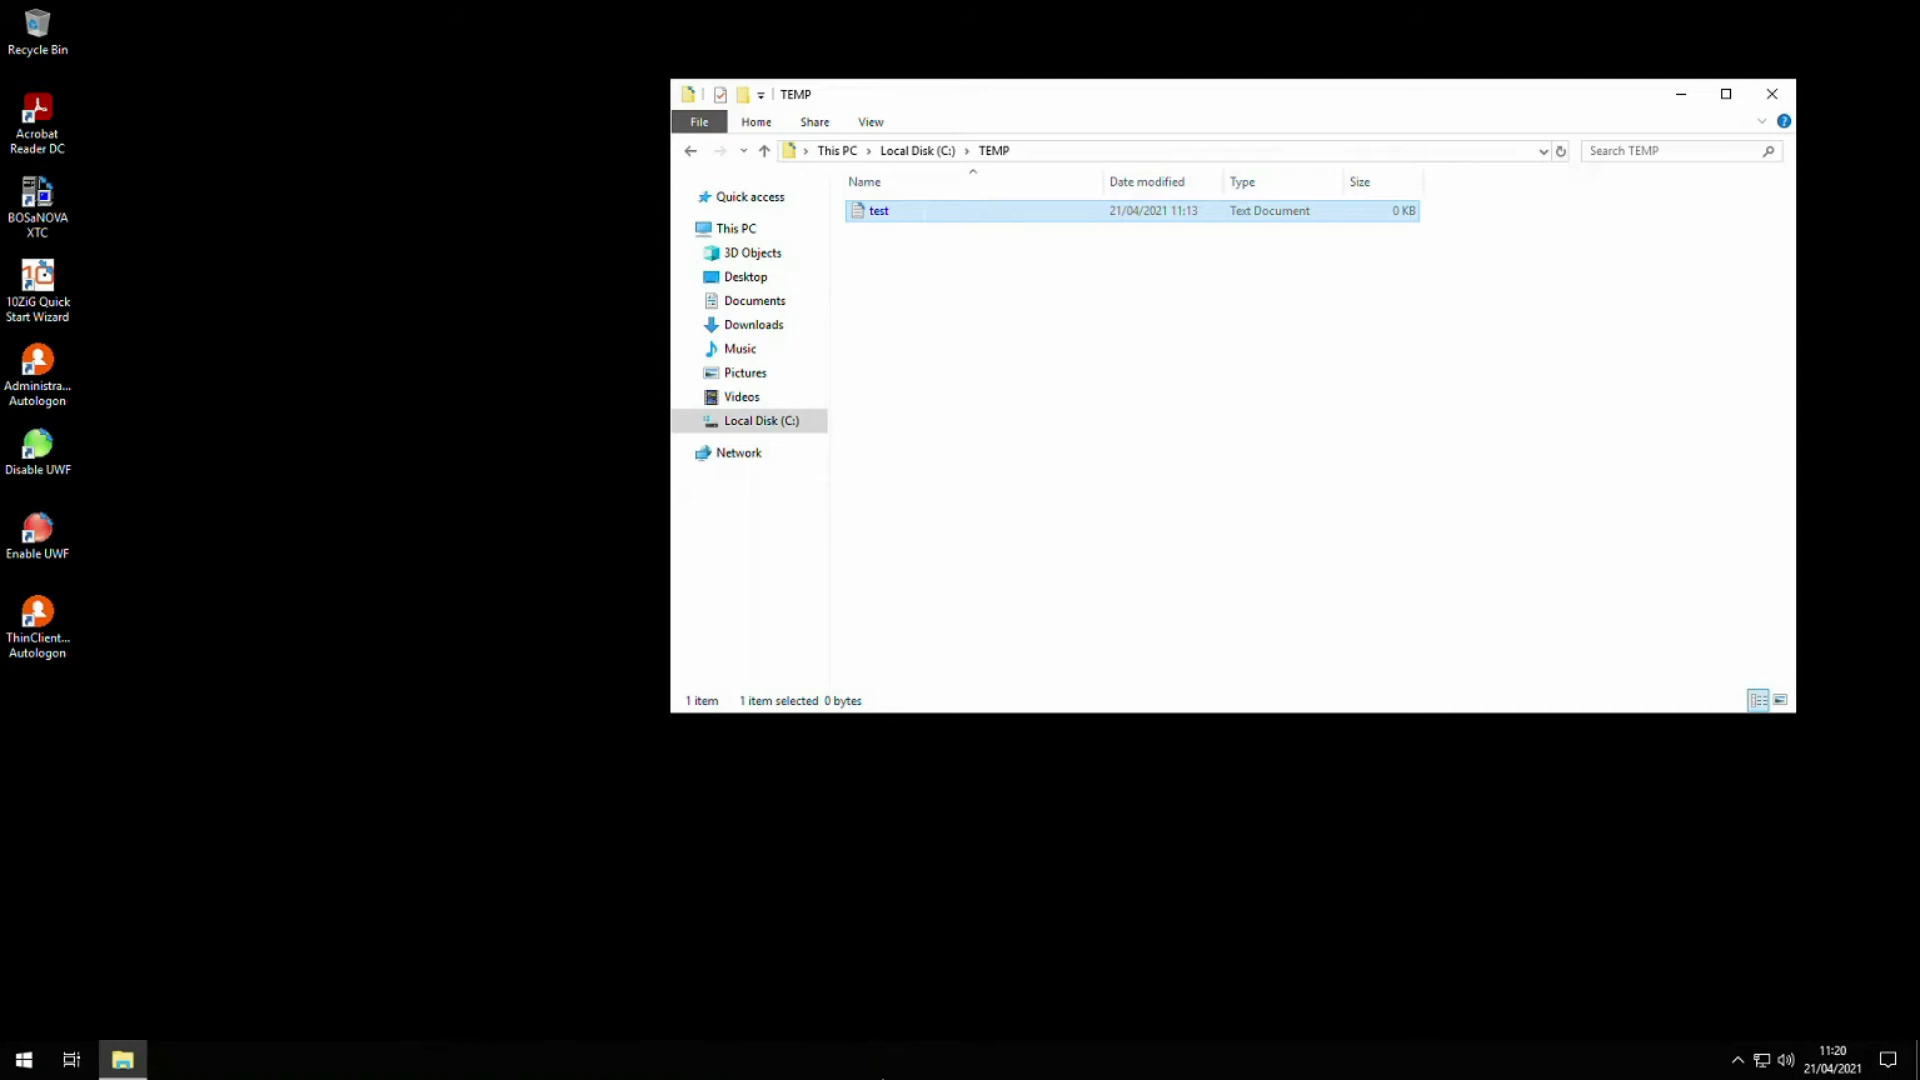 Recycle Bin
Acrobat
Reader DC
BOSaNOVA
XTC
10ZiG Quick
Start Wizard
Administra...
Autologon
Disable UWF
Enable UWF
ThinClient...
Autologon
TEMP
File Home Share View
This PC › Local Disk (C:) › TEMP
Search TEMP
Name Date modified Type Size
test 21/04/2021 11:13 Text Document 0 KB
Quick access
This PC
3D Objects
Desktop
Documents
Downloads
Music
Pictures
Videos
Local Disk (C:)
Network
1 item 1 item selected 0 bytes
11:20
21/04/2021